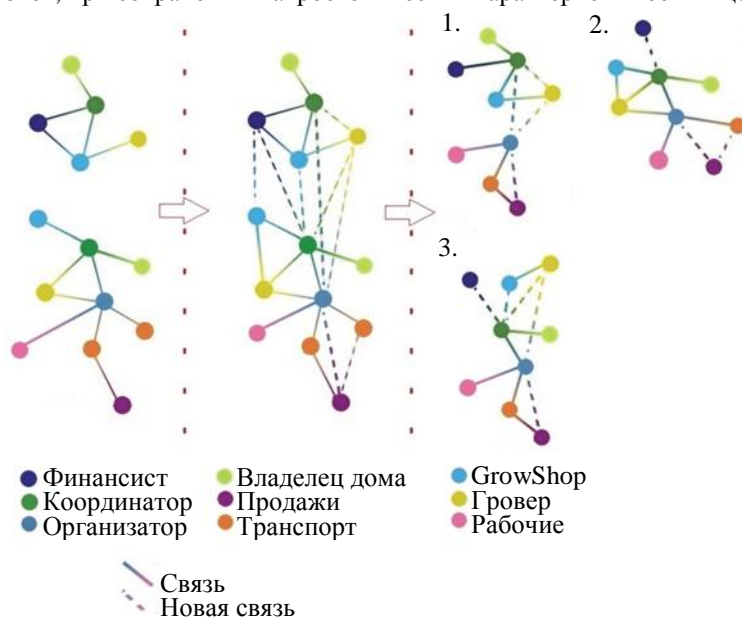 1.
2.
3.
Финансист Владелец дома GrowShop
Координатор Продажи Гровер
Организатор Транспорт Рабочие
Связь
Новая связь